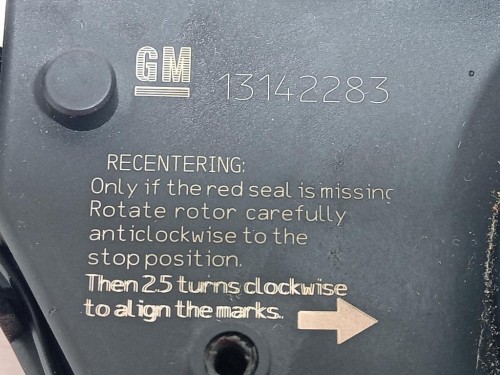 GM 13142283
RECENTERING:
Only if the red seal is missing
Rotate rotor carefully
anticlockwise to the
stop position.
Then 2.5 turns clockwise
to align the marks.